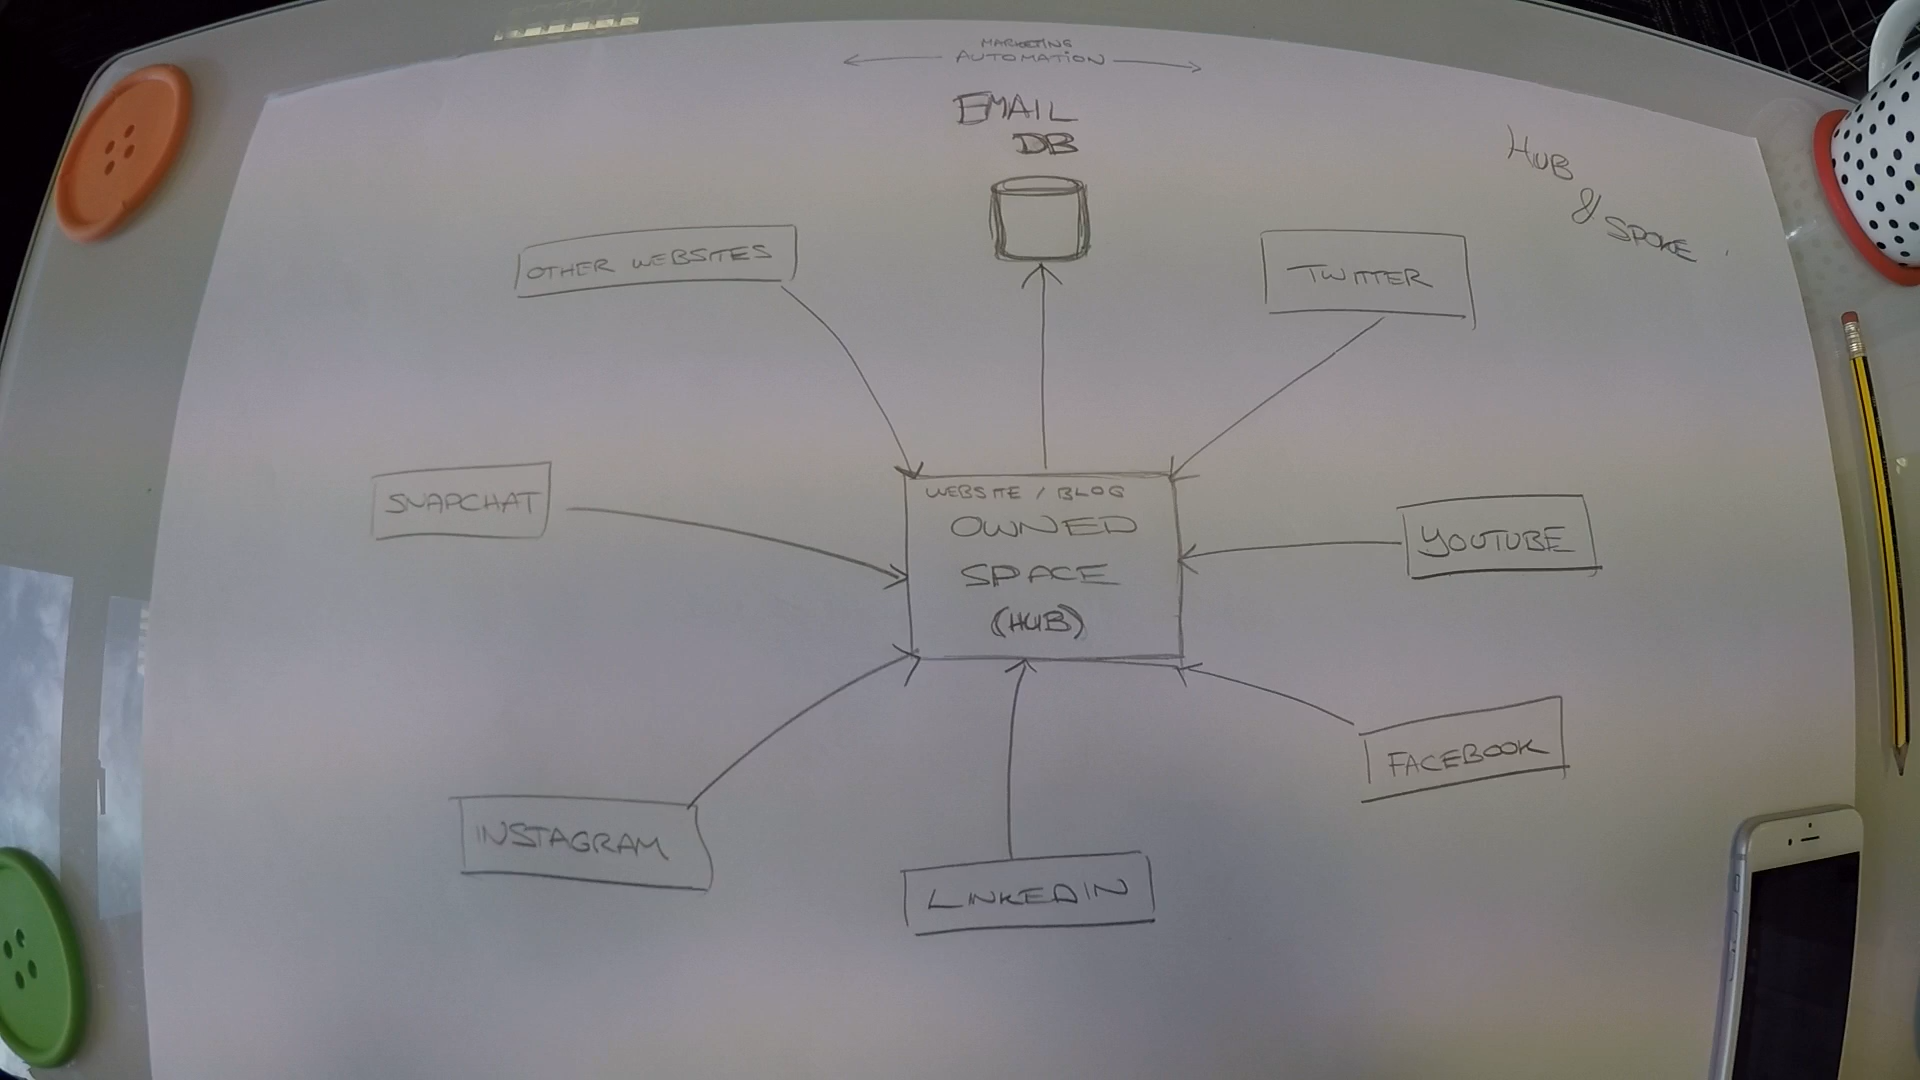 MARKETING
AUTOMATION
EMAIL
DB
HUB
& SPOKE
OTHER WEBSITES
TWITTER
SNAPCHAT
WEBSITE / BLOG
OWNED
SPACE
(HUB)
YOUTUBE
FACEBOOK
INSTAGRAM
LINKEDIN